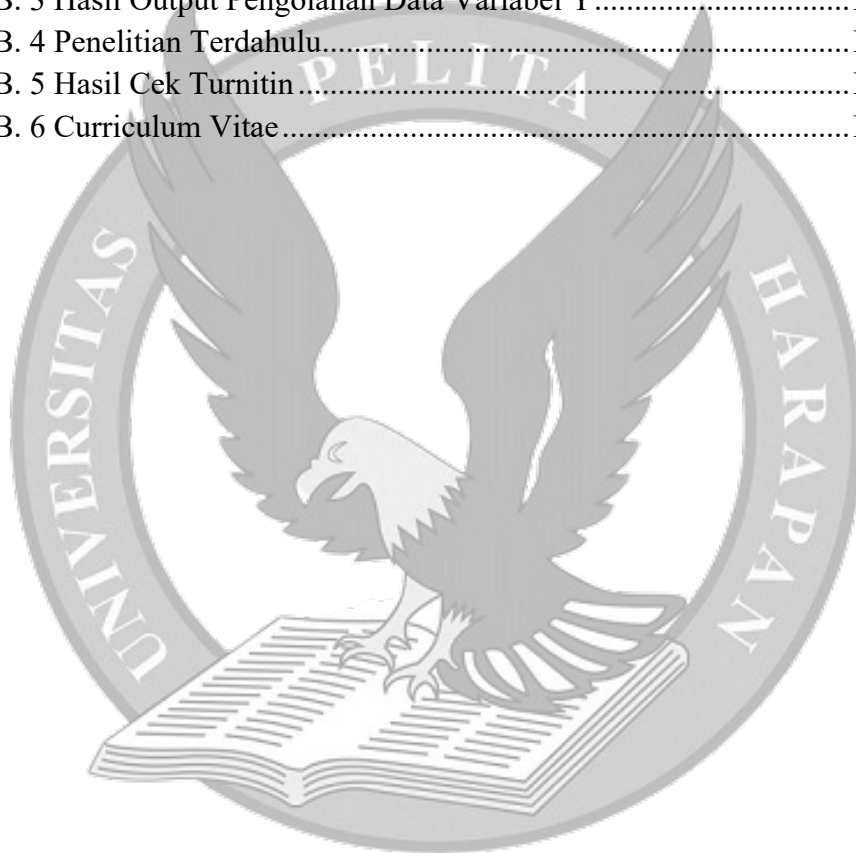 B. 3 Hasil Output Pengolahan Data Variabel Y................................
B. 4 Penelitian Terdahulu..................................................................
B. 5 Hasil Cek Turnitin.....................................................................
B. 6 Curriculum Vitae.......................................................................
UNIVERSITAS PELITA HARAPAN